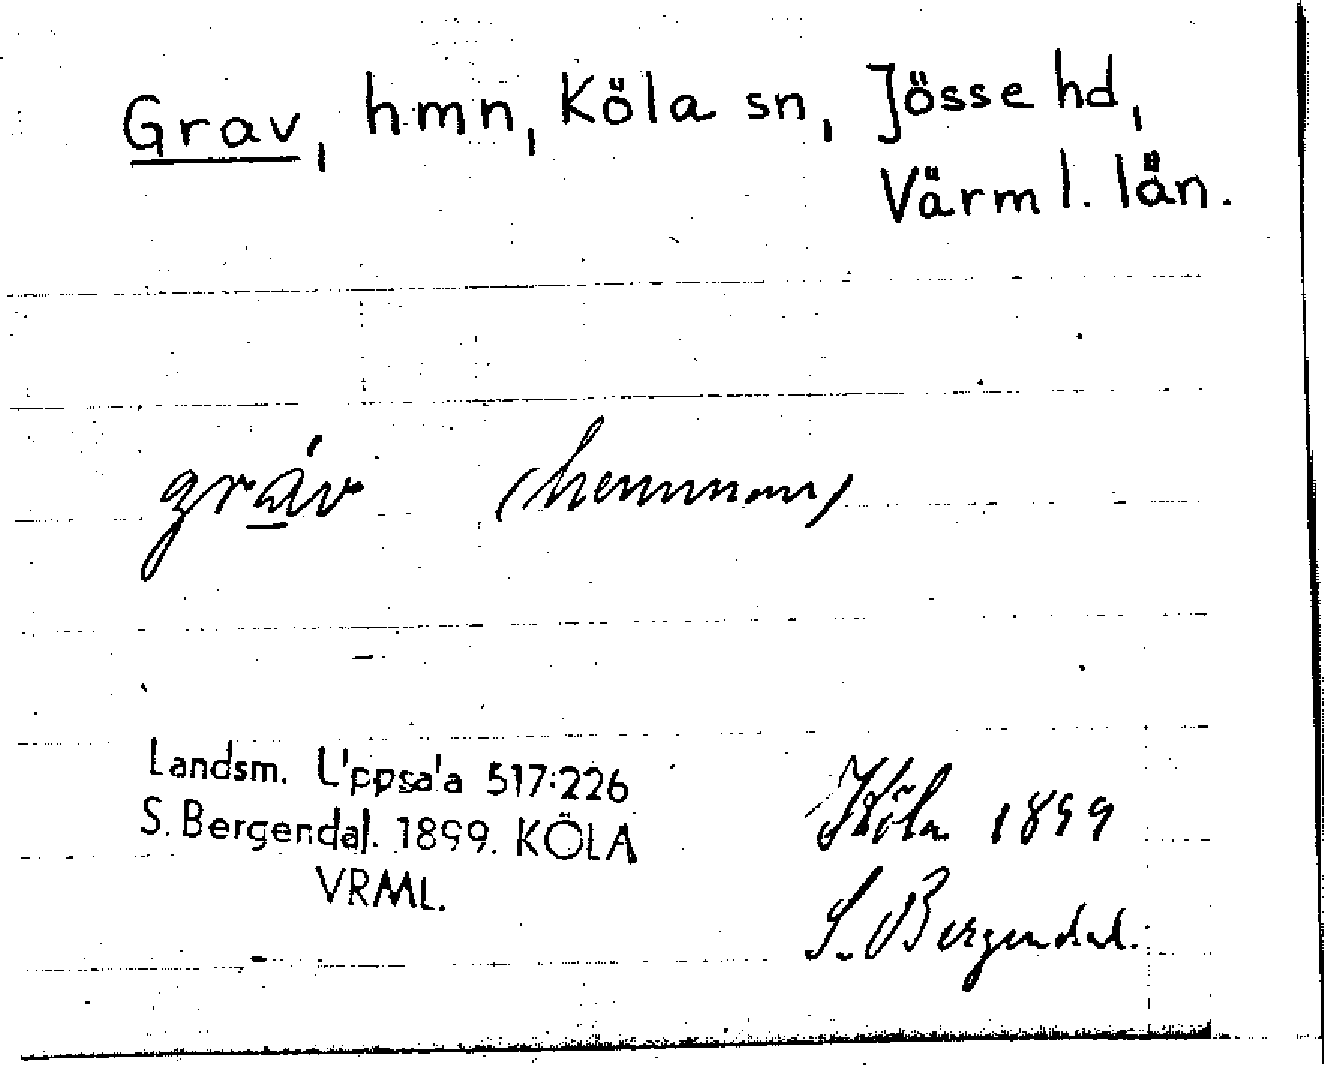 Grav, hmn, Köla sn, Jösse hd,
Värml. län.
gráv (hemman)
Landsm. Uppsala 517:226
S. Bergendal. 1899. KÖLA
VRML.
Köla 1899
S. Bergendal.